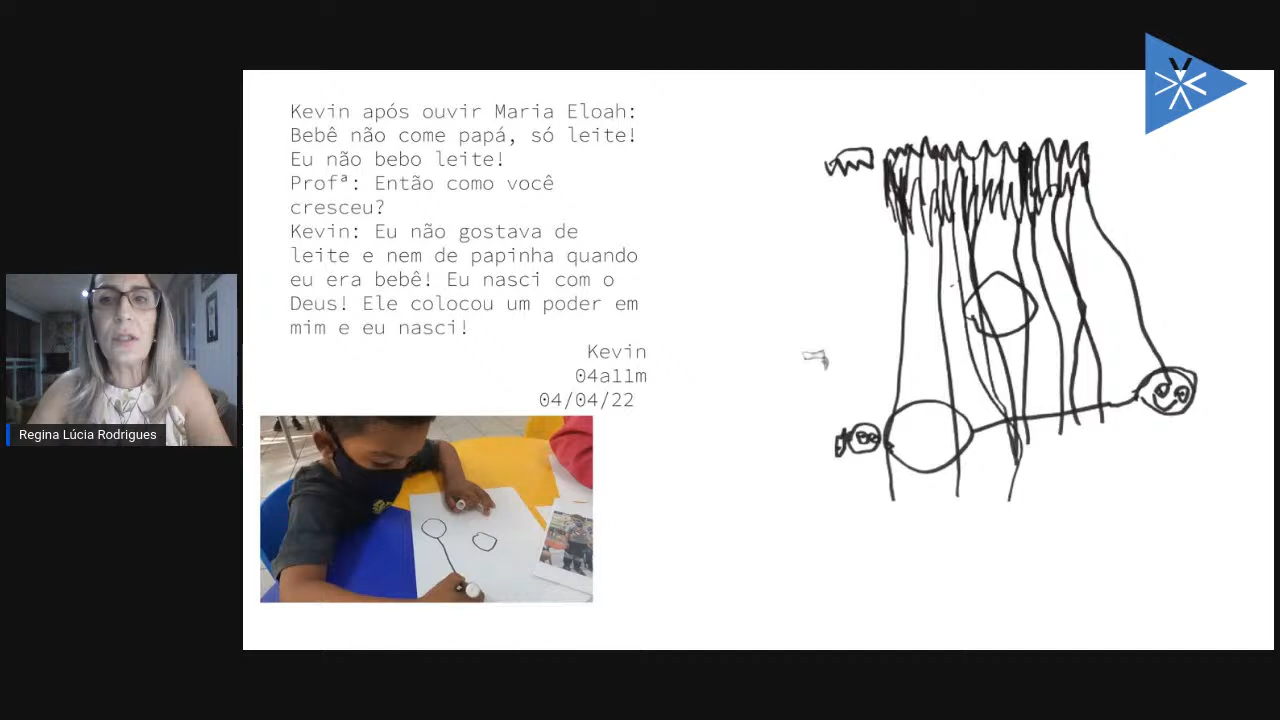 Kevin após ouvir Maria Eloah:
Bebê não come papá, só leite!
Eu não bebo leite!
Profª: Então como você
cresceu?
Kevin: Eu não gostava de
leite e nem de papinha quando
eu era bebê! Eu nasci com o
Deus! Ele colocou um poder em
mim e eu nasci!
Kevin
04allm
04/04/22
Regina Lúcia Rodrigues